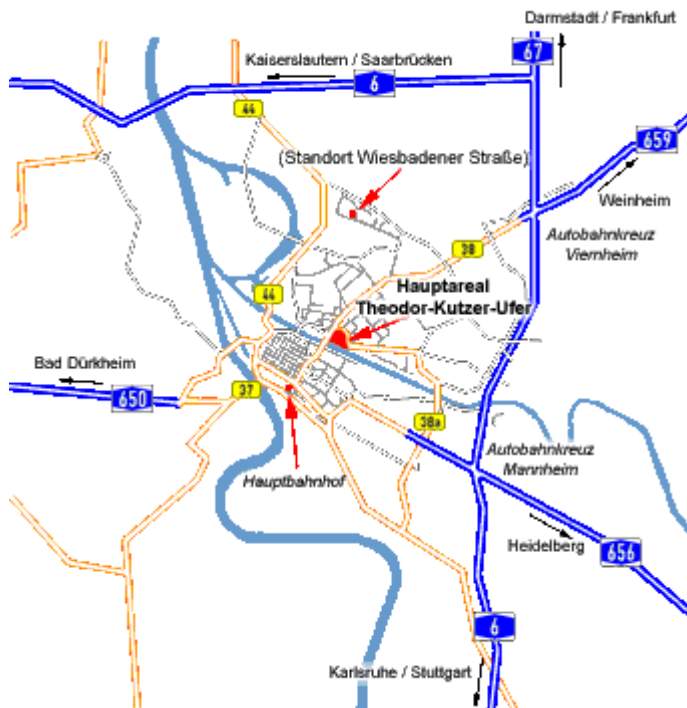 Darmstadt / Frankfurt
67
Kaiserslautern / Saarbrücken
6
44
659
(Standort Wiesbadener Straße)
Weinheim
Autobahnkreuz
Viernheim
38
Hauptareal
Theodor-Kutzer-Ufer
44
Bad Dürkheim
650
37
38a
Autobahnkreuz
Mannheim
Hauptbahnhof
Heidelberg
656
6
Karlsruhe / Stuttgart